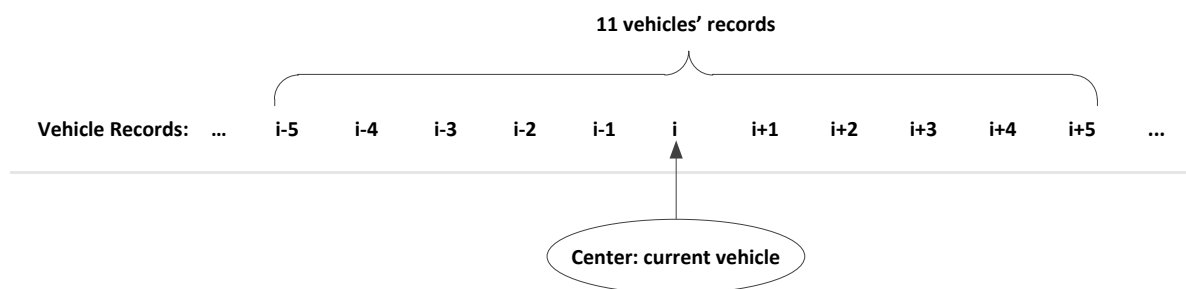 11 vehicles’ records
Vehicle Records: … i-5 i-4 i-3 i-2 i-1 i i+1 i+2 i+3 i+4 i+5 ...
Center: current vehicle